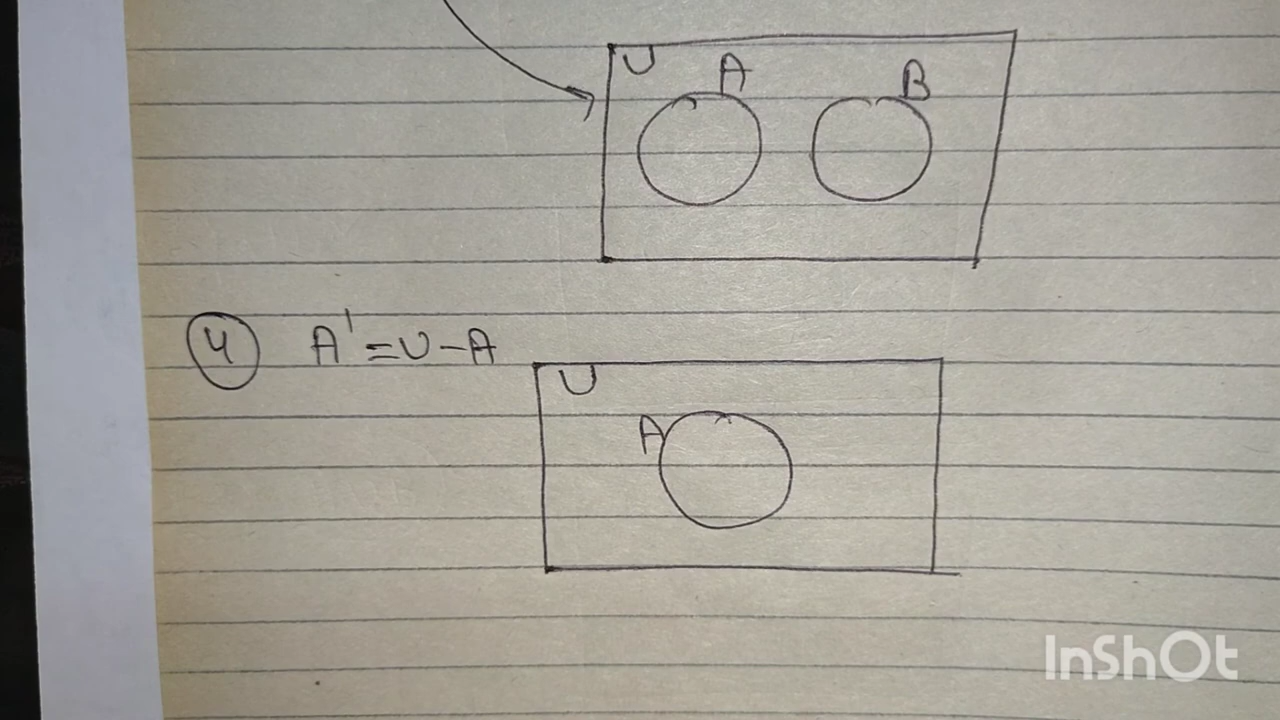 U A B
④ A' = U - A
U
A
InShOt